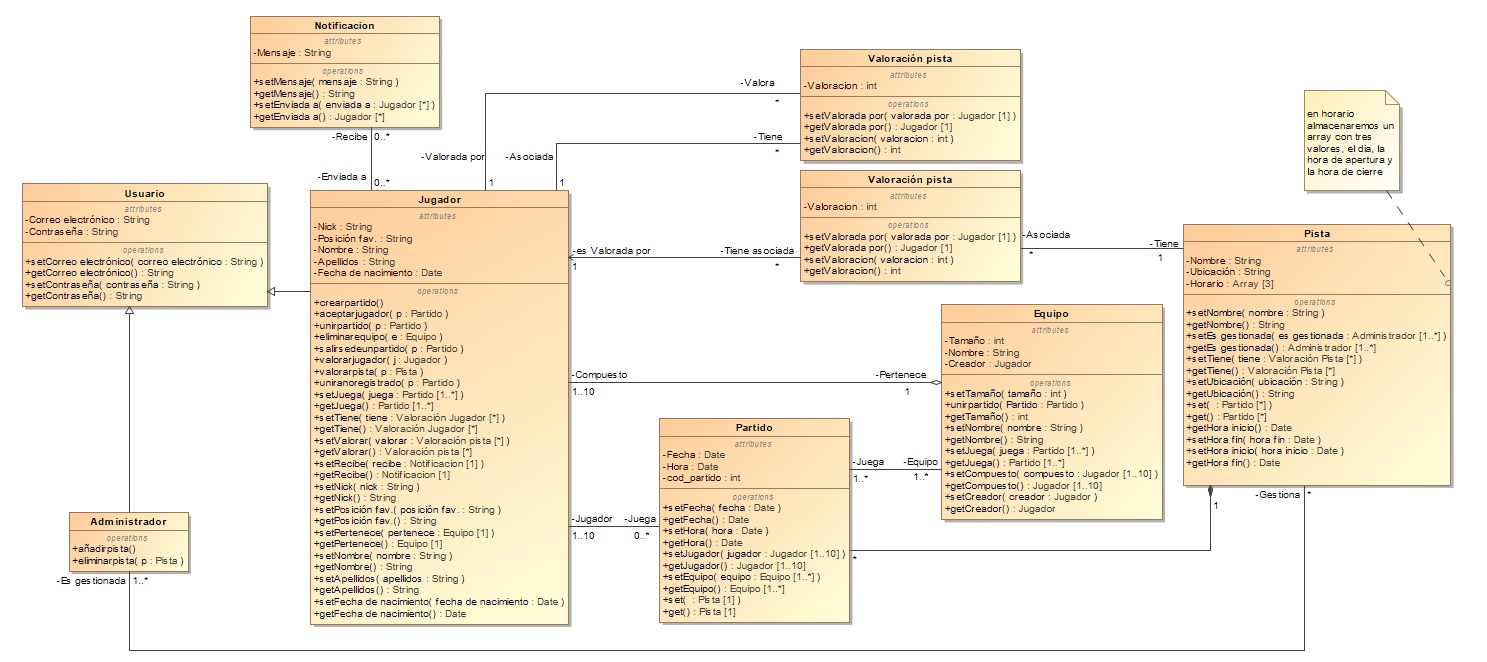 Notificacion
attributes
-Mensaje : String
operations
+setMensaje( mensaje : String )
+getMensaje() : String
+setEnviada a( enviada a : Jugador [*] )
+getEnviada a() : Jugador [*]
-Recibe 0..*
-Enviada a 0..*
-Valorada por 1
-Asociada 1
-Valora
*
-Tiene
*
Valoración pista
attributes
-Valoracion : int
operations
+setValorada por( valorada por : Jugador [1] )
+getValorada por() : Jugador [1]
+setValoracion( valoracion : int )
+getValoracion() : int
Valoración pista
attributes
-Valoracion : int
operations
+setValorada por( valorada por : Jugador [1] )
+getValorada por() : Jugador [1]
+setValoracion( valoracion : int )
+getValoracion() : int
en horario
almacenaremos un
array con tres
valores, el dia, la
hora de apertura y
la hora de cierre
Usuario
attributes
-Correo electrónico : String
-Contraseña : String
operations
+setCorreo electrónico( correo electrónico : String )
+getCorreo electrónico() : String
+setContraseña( contraseña : String )
+getContraseña() : String
Jugador
attributes
-Nick : String
-Posición fav. : String
-Nombre : String
-Apellidos : String
-Fecha de nacimiento : Date
operations
+crearpartido()
+aceptarjugador( p : Partido )
+unirpartido( p : Partido )
+eliminarequipo( e : Equipo )
+salirsedeunpartido( p : Partido )
+valorarjugador( j : Jugador )
+valorarpista( p : Pista )
+uniranoregistrado( p : Partido )
+setJuega( juega : Partido [1..*] )
+getJuega() : Partido [1..*]
+setTiene( tiene : Valoración Jugador [*] )
+getTiene() : Valoración Jugador [*]
+setValorar( valorar : Valoración pista [*] )
+getValorar() : Valoración pista [*]
+setRecibe( recibe : Notificacion [1] )
+getRecibe() : Notificacion [1]
+setNick( nick : String )
+getNick() : String
+setPosición fav.( posición fav. : String )
+getPosición fav.() : String
+setPertenece( pertenece : Equipo [1] )
+getPertenece() : Equipo [1]
+setNombre( nombre : String )
+getNombre() : String
+setApellidos( apellidos : String )
+getApellidos() : String
+setFecha de nacimiento( fecha de nacimiento : Date )
+getFecha de nacimiento() : Date
-es Valorada por
1
-Tiene asociada
*
-Asociada
*
-Tiene
1
Pista
attributes
-Nombre : String
-Ubicación : String
-Horario : Array [3]
operations
+setNombre( nombre : String )
+getNombre() : String
+setEs gestionada( es gestionada : Administrador [1..*] )
+getEs gestionada() : Administrador [1..*]
+setTiene( tiene : Valoración Pista [*] )
+getTiene() : Valoración Pista [*]
+setUbicación( ubicación : String )
+getUbicación() : String
+set( : Partido [*] )
+get() : Partido [*]
+getHora inicio() : Date
+setHora fin( hora fin : Date )
+setHora inicio( hora inicio : Date )
+getHora fin() : Date
Equipo
attributes
-Tamaño : int
-Nombre : String
-Creador : Jugador
operations
+setTamaño( tamaño : int )
+unirpartido( Partido : Partido )
+getTamaño() : int
+setNombre( nombre : String )
+getNombre() : String
+setJuega( juega : Partido [1..*] )
+getJuega() : Partido [1..*]
+setCompuesto( compuesto : Jugador [1..10] )
+getCompuesto() : Jugador [1..10]
+setCreador( creador : Jugador )
+getCreador() : Jugador
-Compuesto
1..10
-Pertenece
1
Partido
attributes
-Fecha : Date
-Hora : Date
-cod_partido : int
operations
+setFecha( fecha : Date )
+getFecha() : Date
+setHora( hora : Date )
+getHora() : Date
+setJugador( jugador : Jugador [1..10] )
+getJugador() : Jugador [1..10]
+setEquipo( equipo : Equipo [1..*] )
+getEquipo() : Equipo [1..*]
+set( : Pista [1] )
+get() : Pista [1]
-Juega
1..*
-Equipo
1..*
-Jugador
1..10
-Juega
0..*
*
1
-Gestiona *
Administrador
operations
+añadirpista()
+eliminarpista( p : Pista )
-Es gestionada 1..*